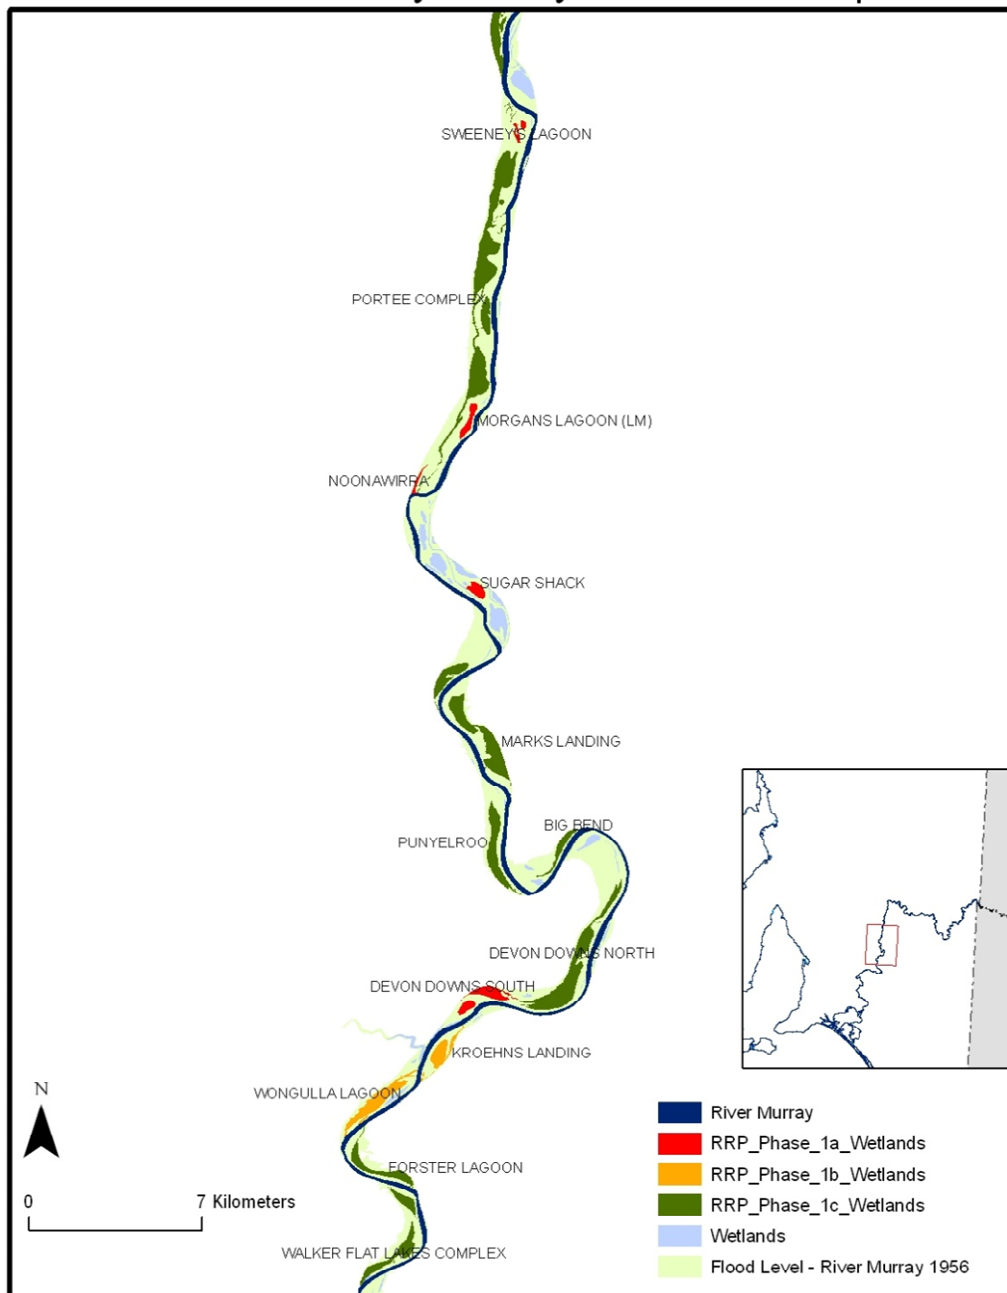 SWEENEY'S LAGOON
PORTEE COMPLEX
MORGANS LAGOON (LM)
NOONAWIRRA
SUGAR SHACK
MARKS LANDING
BIG BEND
PUNYELROO
DEVON DOWNS NORTH
DEVON DOWNS SOUTH
KROEHNS LANDING
WONGULLA LAGOON
FORSTER LAGOON
WALKER FLAT LAKES COMPLEX
N
0 7 Kilometers
River Murray
RRP_Phase_1a_Wetlands
RRP_Phase_1b_Wetlands
RRP_Phase_1c_Wetlands
Wetlands
Flood Level - River Murray 1956